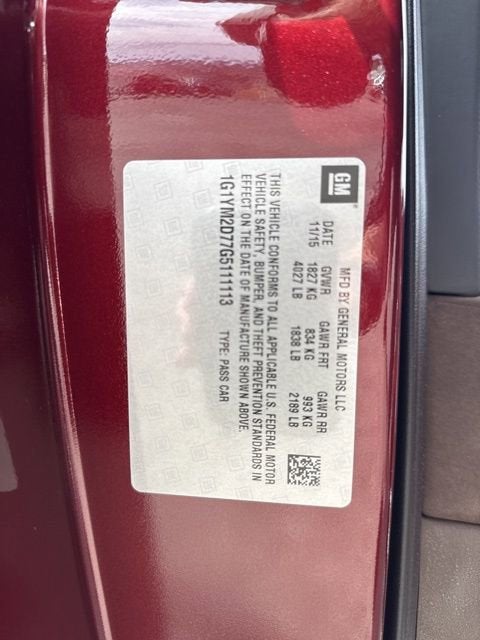 GM
MFD BY GENERAL MOTORS LLC
DATE GVWR GAWR FRT GAWR RR
11/15 1827 KG 834 KG 993 KG
4027 LB 1838 LB 2189 LB
THIS VEHICLE CONFORMS TO ALL APPLICABLE U.S. FEDERAL MOTOR
VEHICLE SAFETY, BUMPER, AND THEFT PREVENTION STANDARDS IN
EFFECT ON THE DATE OF MANUFACTURE SHOWN ABOVE.
1G1YM2D77G5111113 TYPE: PASS CAR